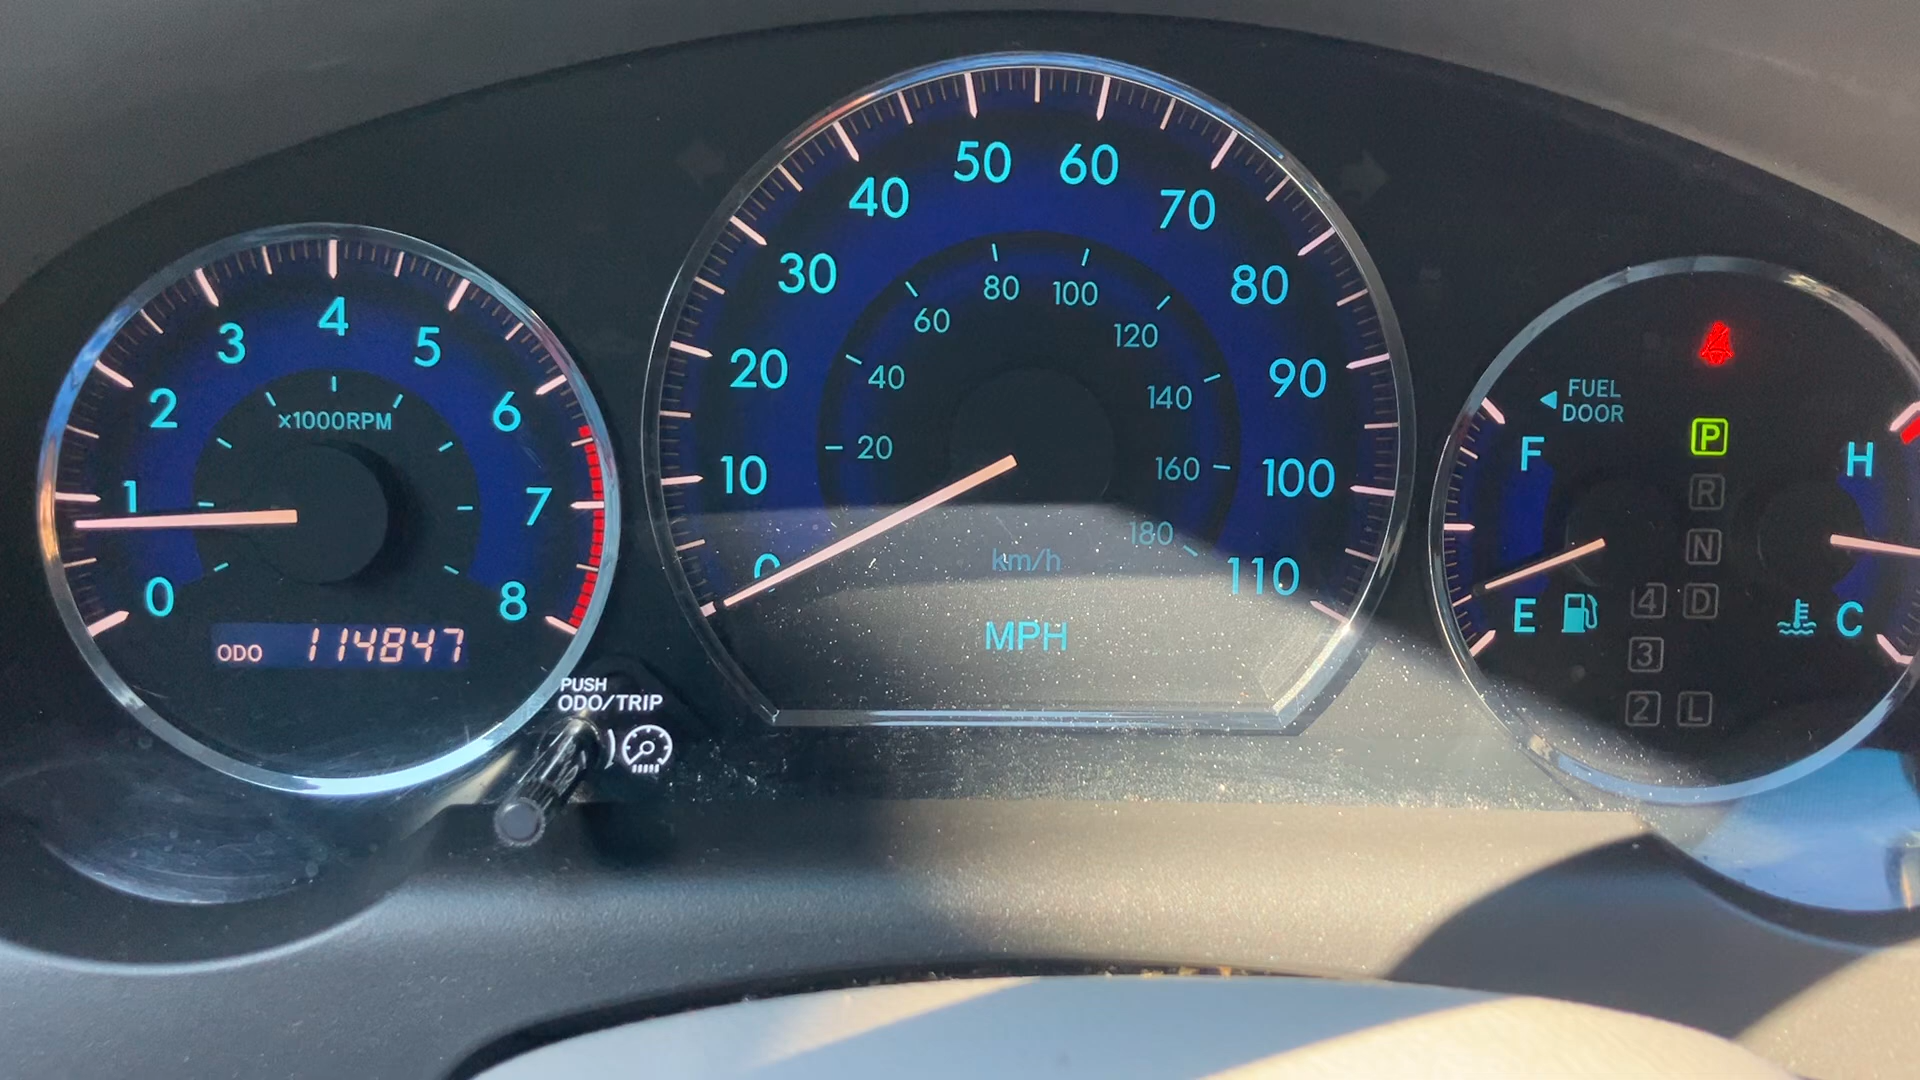 0 1 2 3 4 5 6 7 8
×1000RPM
ODO 114847
PUSH
ODO/TRIP
0 10 20 30 40 50 60 70 80 90 100 110
20 40 60 80 100 120 140 160 180
km/h
MPH
FUEL
DOOR
F
E
P
R
N
4 D
3
2 L
H
C